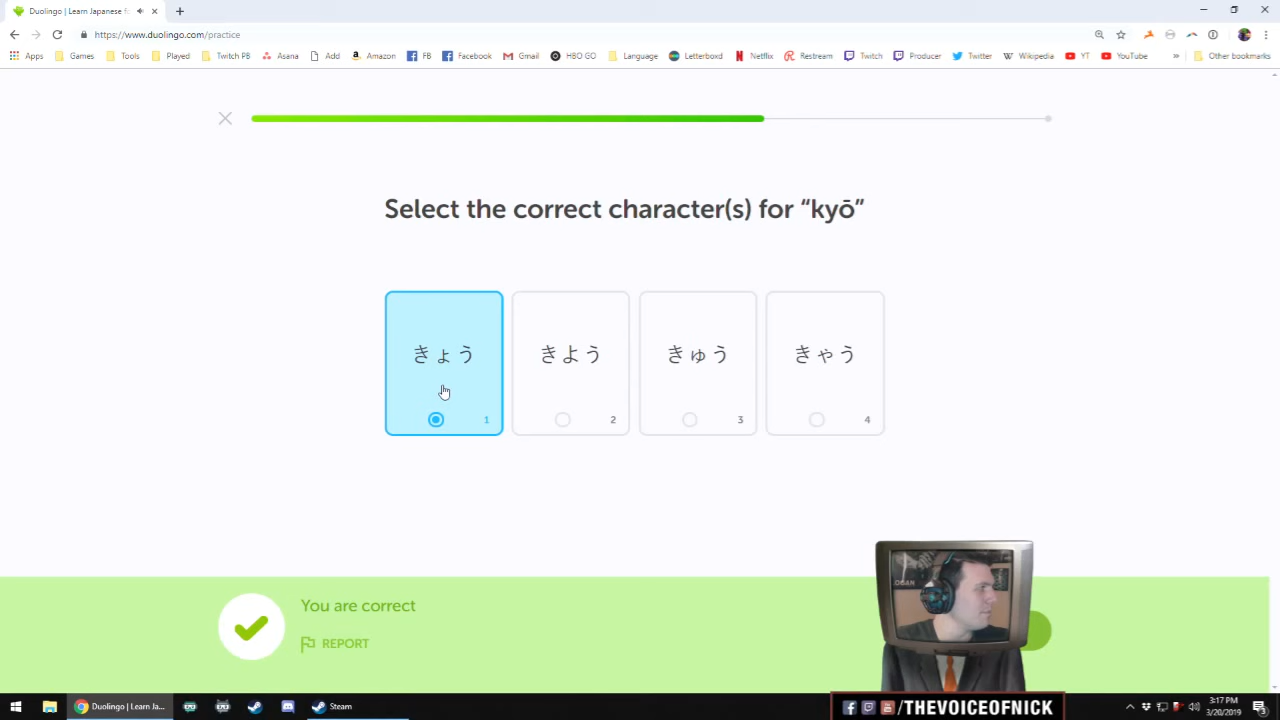 Duolingo | Learn Japanese f
https://www.duolingo.com/practice
Apps Games Tools Played Twitch PB Asana Add Amazon FB Facebook Gmail HBO GO Language Letterboxd Netflix Restream Twitch Producer Twitter Wikipedia YT YouTube » Other bookmarks
Select the correct character(s) for “kyō”
きょう きよう きゅう きゃう
1 2 3 4
You are correct
REPORT
Duolingo | Learn Ja... Steam
/THEVOICEOFNICK
3:17 PM
3/20/2019